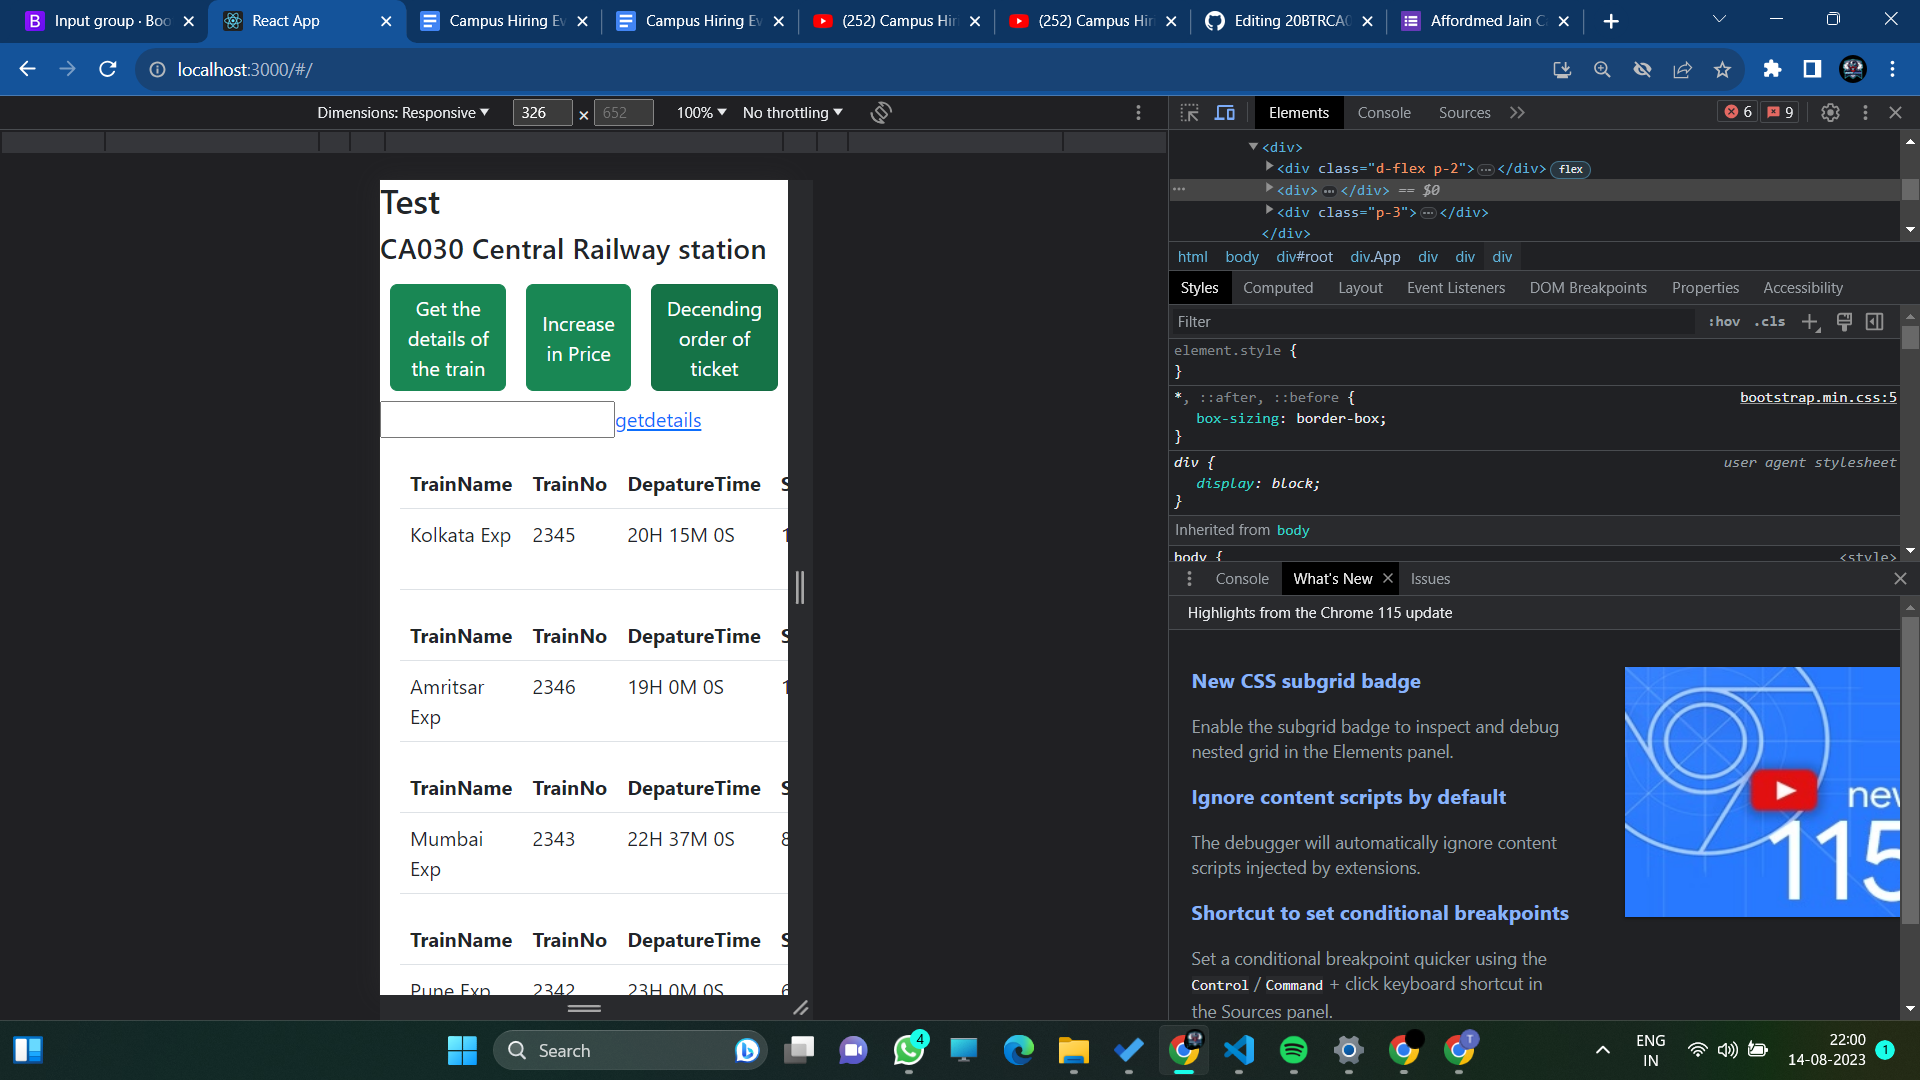 Input group · Boo
React App
Campus Hiring Ev
Campus Hiring Ev
(252) Campus Hiri
(252) Campus Hiri
Editing 20BTRCA0
Affordmed Jain C
localhost:3000/#/
Dimensions: Responsive
326 × 652
100%
No throttling
Elements
Console
Sources
6
9
Test
CA030 Central Railway station
Get the details of the train
Increase in Price
Decending order of ticket
getdetails
TrainName TrainNo DepatureTime S
Kolkata Exp 2345 20H 15M 0S 1
TrainName TrainNo DepatureTime S
Amritsar Exp 2346 19H 0M 0S 1
TrainName TrainNo DepatureTime S
Mumbai Exp 2343 22H 37M 0S 8
TrainName TrainNo DepatureTime S
Pune Exp 2342 23H 0M 0S 6
<div>
<div class="d-flex p-2"> … </div> flex
<div> … </div> == $0
<div class="p-3"> … </div>
</div>
html body div#root div.App div div div
Styles Computed Layout Event Listeners DOM Breakpoints Properties Accessibility
Filter
:hov .cls
element.style {
}
*, ::after, ::before { bootstrap.min.css:5
box-sizing: border-box;
}
div { user agent stylesheet
display: block;
}
Inherited from body
body { <style>
Console What's New Issues
Highlights from the Chrome 115 update
New CSS subgrid badge
Enable the subgrid badge to inspect and debug
nested grid in the Elements panel.
Ignore content scripts by default
The debugger will automatically ignore content
scripts injected by extensions.
Shortcut to set conditional breakpoints
Set a conditional breakpoint quicker using the
Control / Command + click keyboard shortcut in
the Sources panel.
new
115
Search
4
T
ENG
IN
22:00
14-08-2023
1